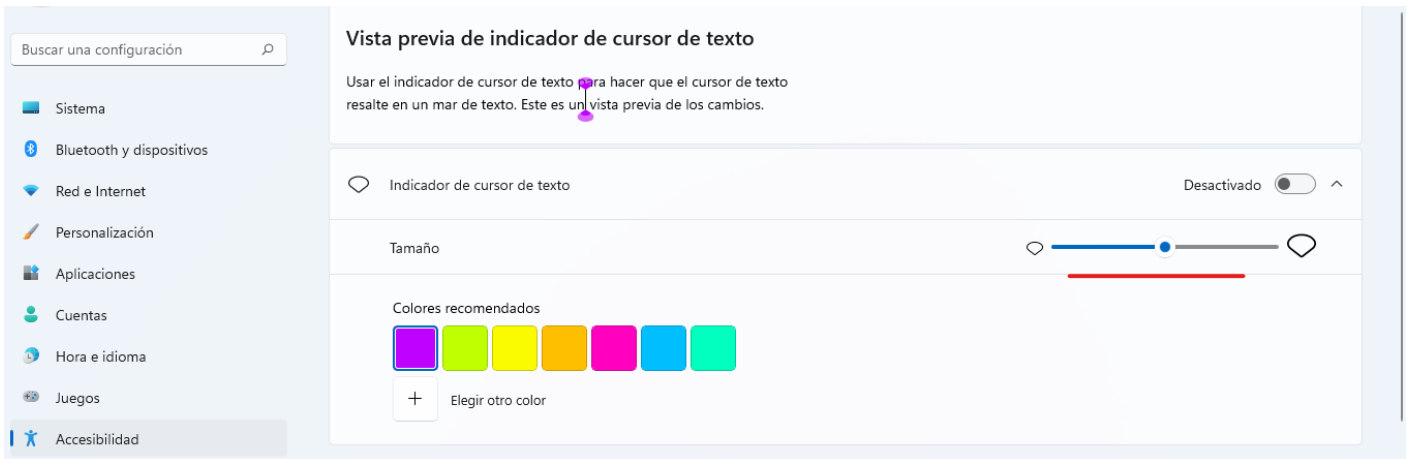 Buscar una configuración
Sistema
Bluetooth y dispositivos
Red e Internet
Personalización
Aplicaciones
Cuentas
Hora e idioma
Juegos
Accesibilidad
Vista previa de indicador de cursor de texto
Usar el indicador de cursor de texto para hacer que el cursor de texto
resalte en un mar de texto. Este es un vista previa de los cambios.
Indicador de cursor de texto
Desactivado
Tamaño
Colores recomendados
Elegir otro color